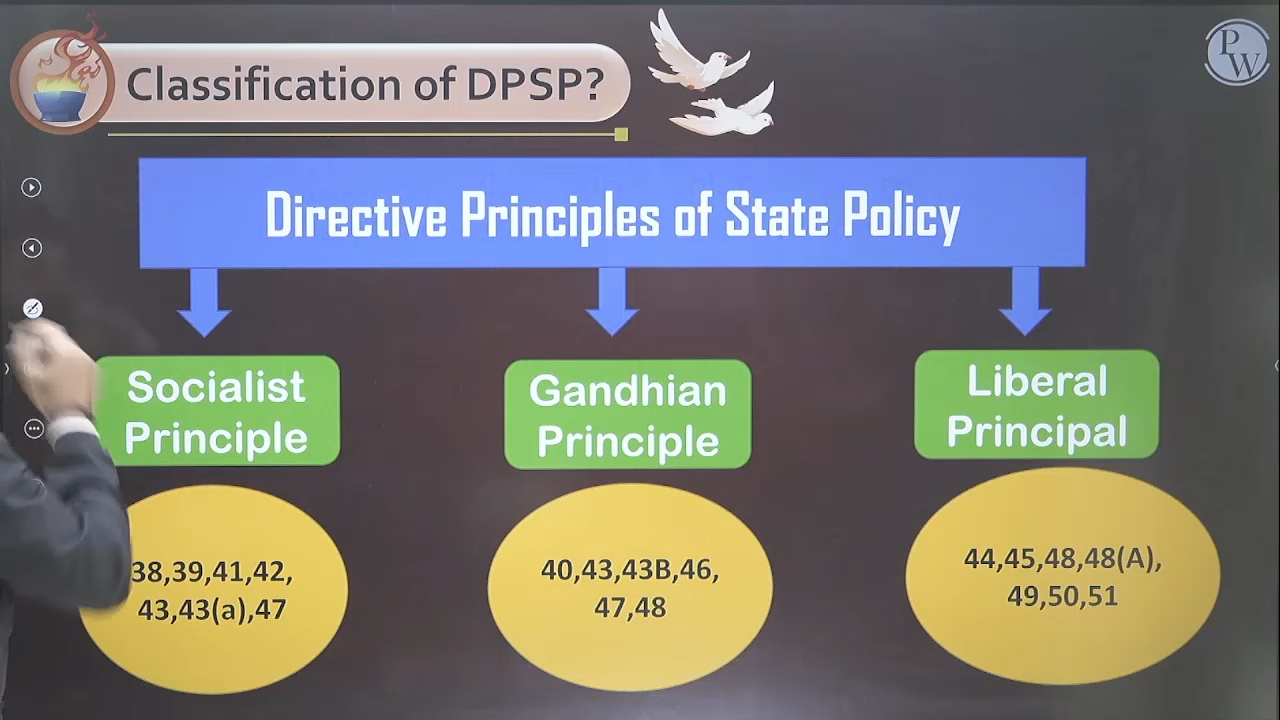 Classification of DPSP?
PW
Directive Principles of State Policy
Socialist
Principle
Gandhian
Principle
Liberal
Principal
38,39,41,42,
43,43(a),47
40,43,43B,46,
47,48
44,45,48,48(A),
49,50,51